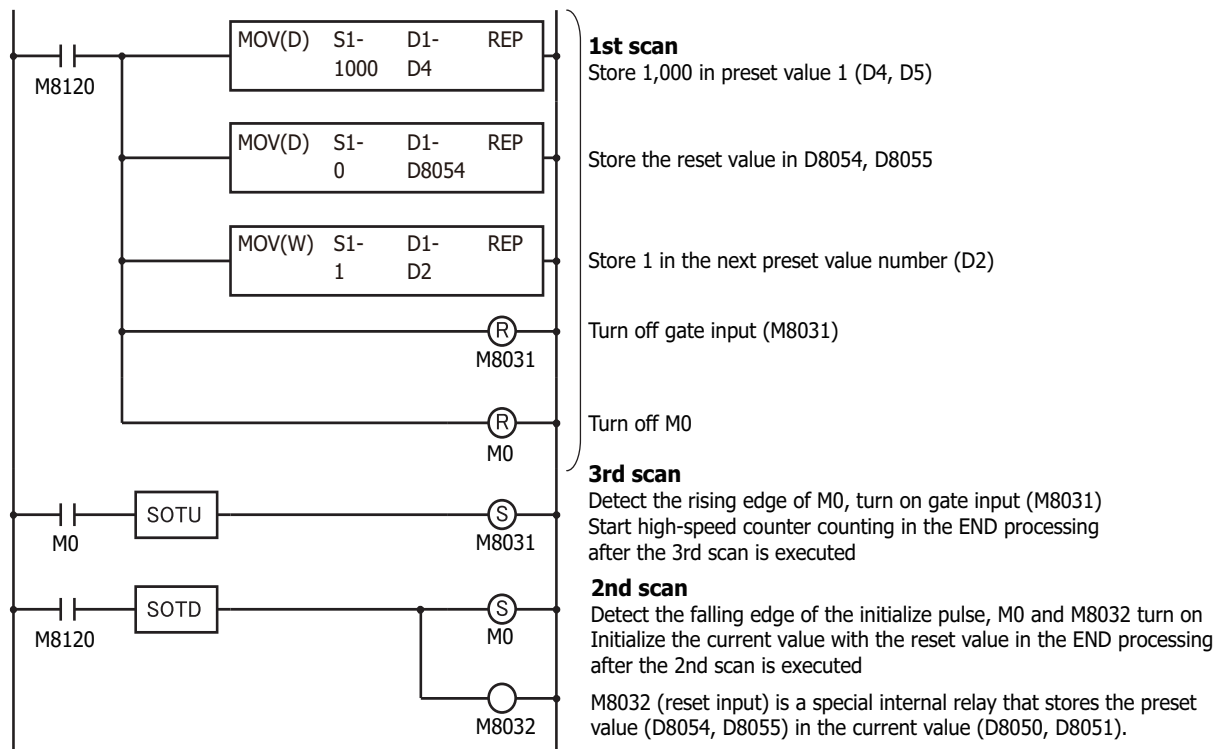 MOV(D) S1- D1- REP
1000 D4
M8120
1st scan
Store 1,000 in preset value 1 (D4, D5)
MOV(D) S1- D1- REP
0 D8054
Store the reset value in D8054, D8055
MOV(W) S1- D1- REP
1 D2
Store 1 in the next preset value number (D2)
R
M8031
Turn off gate input (M8031)
R
M0
Turn off M0
3rd scan
M0
SOTU
S
M8031
Detect the rising edge of M0, turn on gate input (M8031)
Start high-speed counter counting in the END processing
after the 3rd scan is executed
2nd scan
M8120
SOTD
S
M0
Detect the falling edge of the initialize pulse, M0 and M8032 turn on
Initialize the current value with the reset value in the END processing
after the 2nd scan is executed
M8032
M8032 (reset input) is a special internal relay that stores the preset
value (D8054, D8055) in the current value (D8050, D8051).